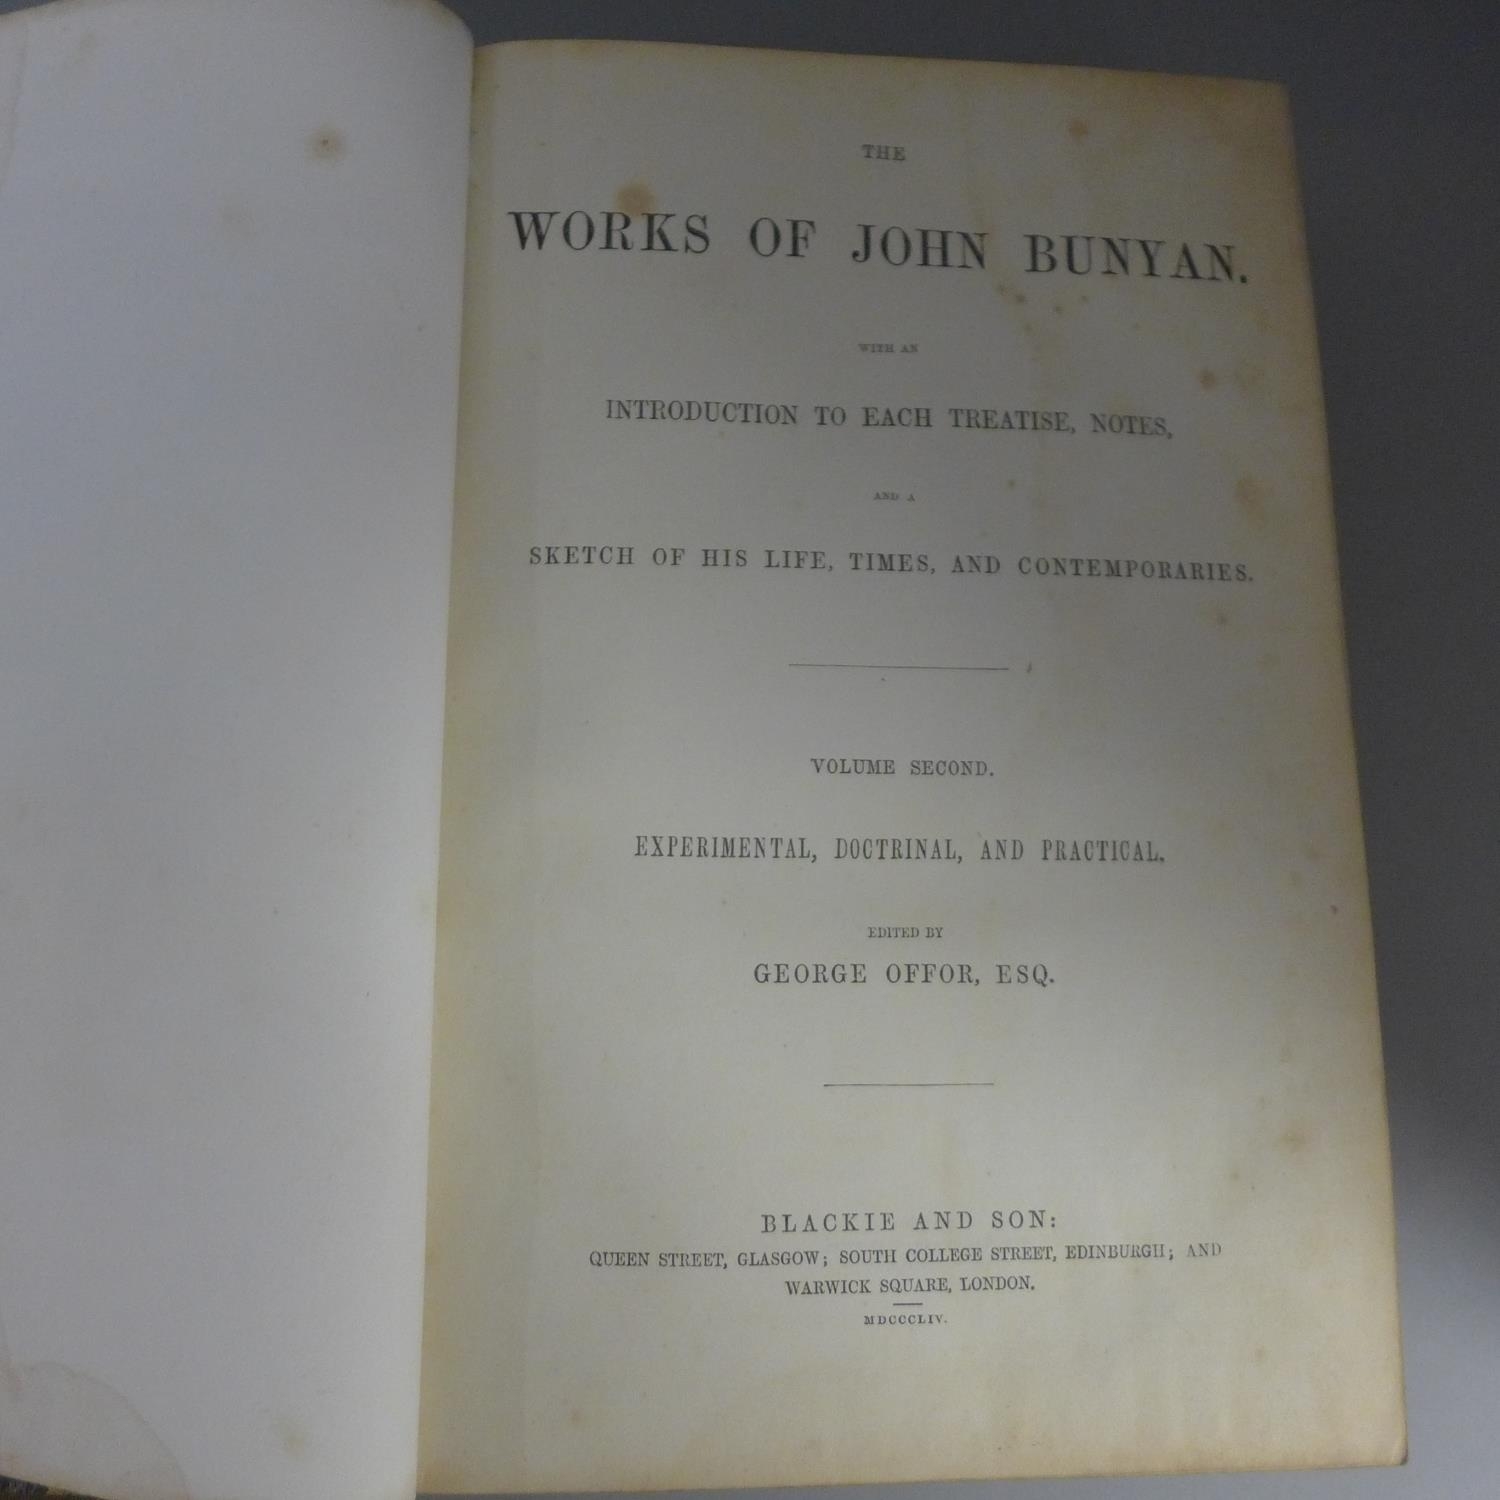 THE
WORKS OF JOHN BUNYAN.
WITH AN
INTRODUCTION TO EACH TREATISE, NOTES,
AND A
SKETCH OF HIS LIFE, TIMES, AND CONTEMPORARIES.
VOLUME SECOND.
EXPERIMENTAL, DOCTRINAL, AND PRACTICAL.
EDITED BY
GEORGE OFFOR, ESQ.
BLACKIE AND SON:
QUEEN STREET, GLASGOW; SOUTH COLLEGE STREET, EDINBURGH; AND
WARWICK SQUARE, LONDON.
MDCCCLIV.